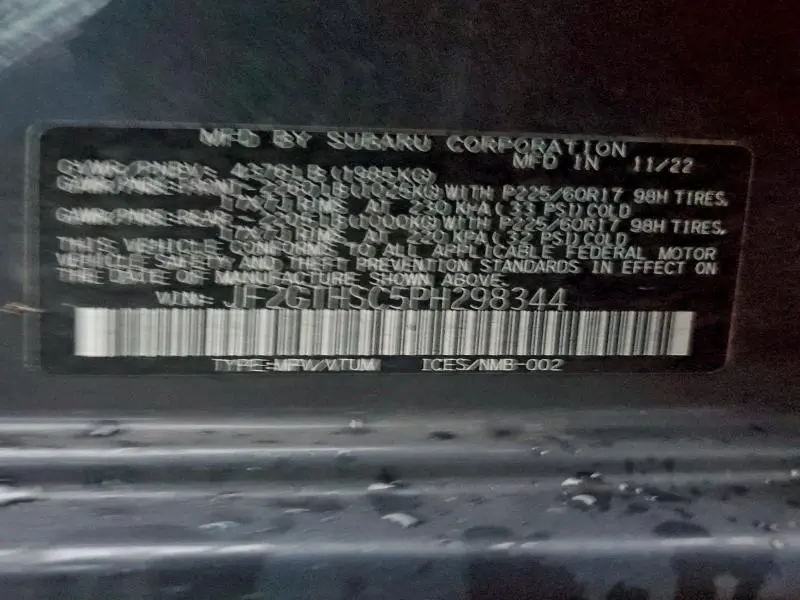 MFD BY SUBARU CORPORATION
MFD IN 11/22
GVWR/PNBV: 4376LB(1985KG)
GAWR/PNBE:FRONT: 2260LB(1025KG)WITH P225/60R17 98H TIRES,
17X7J RIMS AT 230 KPA(33 PSI)COLD
GAWR/PNBE:REAR: 2205LB(1000KG)WITH P225/60R17 98H TIRES,
17X7J RIMS AT KPA( PSI)COLD
THIS VEHICLE CONFORMS TO ALL APPLICABLE FEDERAL MOTOR
VEHICLE SAFETY, AND THEFT PREVENTION STANDARDS IN EFFECT ON
THE DATE OF MANUFACTURE SHOWN ABOVE.
VIN: JF2GTHSC5PH298344
TYPE:MPV/VTUM ICES/NMB-002